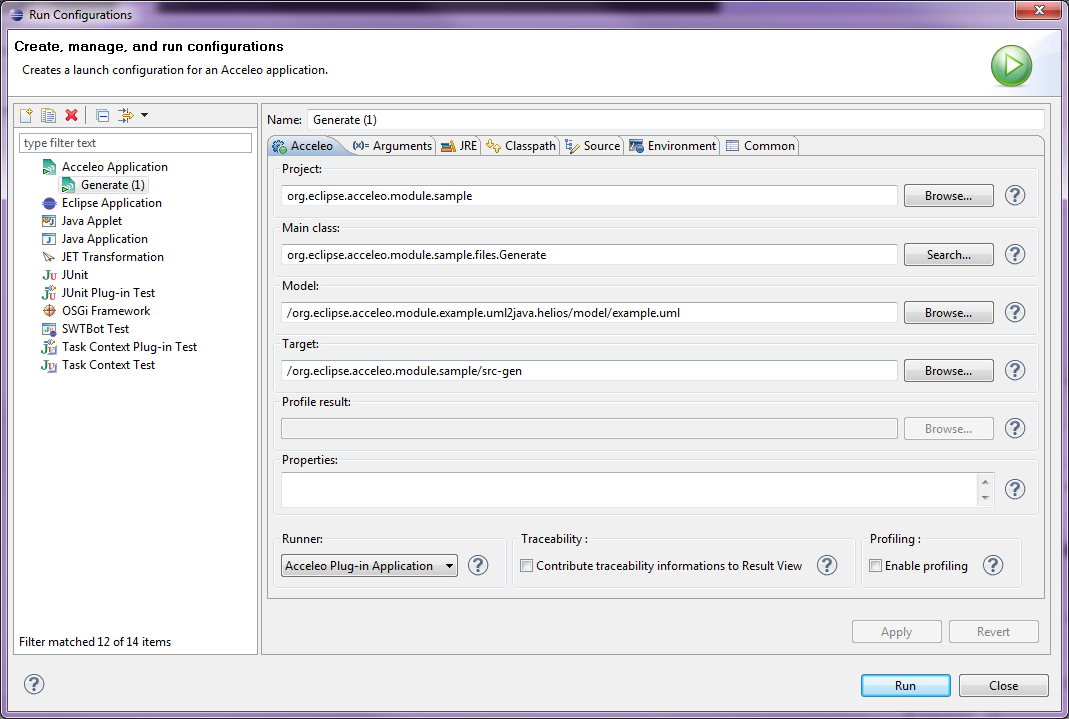 Run Configurations
Create, manage, and run configurations
Creates a launch configuration for an Acceleo application.
type filter text
Acceleo Application
Generate (1)
Eclipse Application
Java Applet
Java Application
JET Transformation
JUnit
JUnit Plug-in Test
OSGi Framework
SWTBot Test
Task Context Plug-in Test
Task Context Test
Filter matched 12 of 14 items
Name: Generate (1)
Acceleo (x)= Arguments JRE Classpath Source Environment Common
Project:
org.eclipse.acceleo.module.sample Browse... ?
Main class:
org.eclipse.acceleo.module.sample.files.Generate Search... ?
Model:
/org.eclipse.acceleo.module.example.uml2java.helios/model/example.uml Browse... ?
Target:
/org.eclipse.acceleo.module.sample/src-gen Browse... ?
Profile result:
Browse... ?
Properties:
?
Runner: Traceability : Profiling :
Acceleo Plug-in Application ? Contribute traceability informations to Result View ? Enable profiling ?
Apply Revert
? Run Close